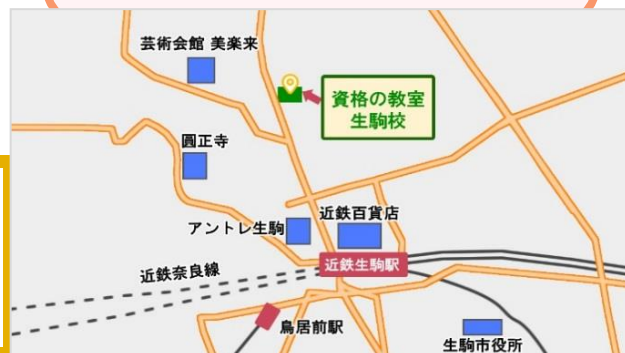 芸術会館 美楽来
資格の教室
生駒校
圓正寺
アントレ生駒
近鉄百貨店
近鉄生駒駅
近鉄奈良線
鳥居前駅
生駒市役所